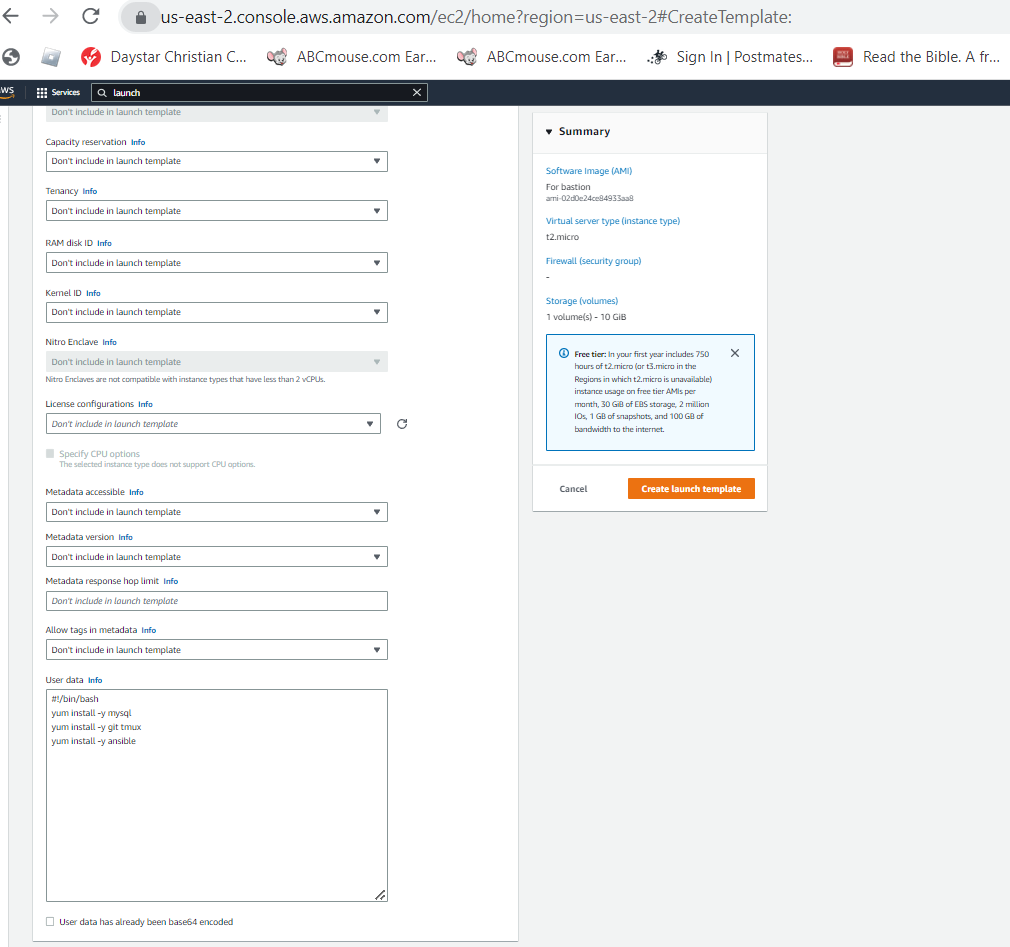 us-east-2.console.aws.amazon.com/ec2/home?region=us-east-2#CreateTemplate:
Daystar Christian C...
ABCmouse.com Ear...
ABCmouse.com Ear...
Sign In | Postmates...
Read the Bible. A fr...
aws
Services
launch
Don't include in launch template
Capacity reservation Info
Don't include in launch template
Tenancy Info
Don't include in launch template
RAM disk ID Info
Don't include in launch template
Kernel ID Info
Don't include in launch template
Nitro Enclave Info
Don't include in launch template
Nitro Enclaves are not compatible with instance types that have less than 2 vCPUs.
License configurations Info
Don't include in launch template
Specify CPU options
The selected instance type does not support CPU options.
Metadata accessible Info
Don't include in launch template
Metadata version Info
Don't include in launch template
Metadata response hop limit Info
Don't include in launch template
Allow tags in metadata Info
Don't include in launch template
User data Info
#!/bin/bash
yum install -y mysql
yum install -y git tmux
yum install -y ansible
User data has already been base64 encoded
Summary
Software Image (AMI)
For bastion
ami-02d0e24ce84933aa8
Virtual server type (instance type)
t2.micro
Firewall (security group)
-
Storage (volumes)
1 volume(s) - 10 GiB
Free tier: In your first year includes 750
hours of t2.micro (or t3.micro in the
Regions in which t2.micro is unavailable)
instance usage on free tier AMIs per
month, 30 GiB of EBS storage, 2 million
IOs, 1 GB of snapshots, and 100 GB of
bandwidth to the internet.
Cancel
Create launch template